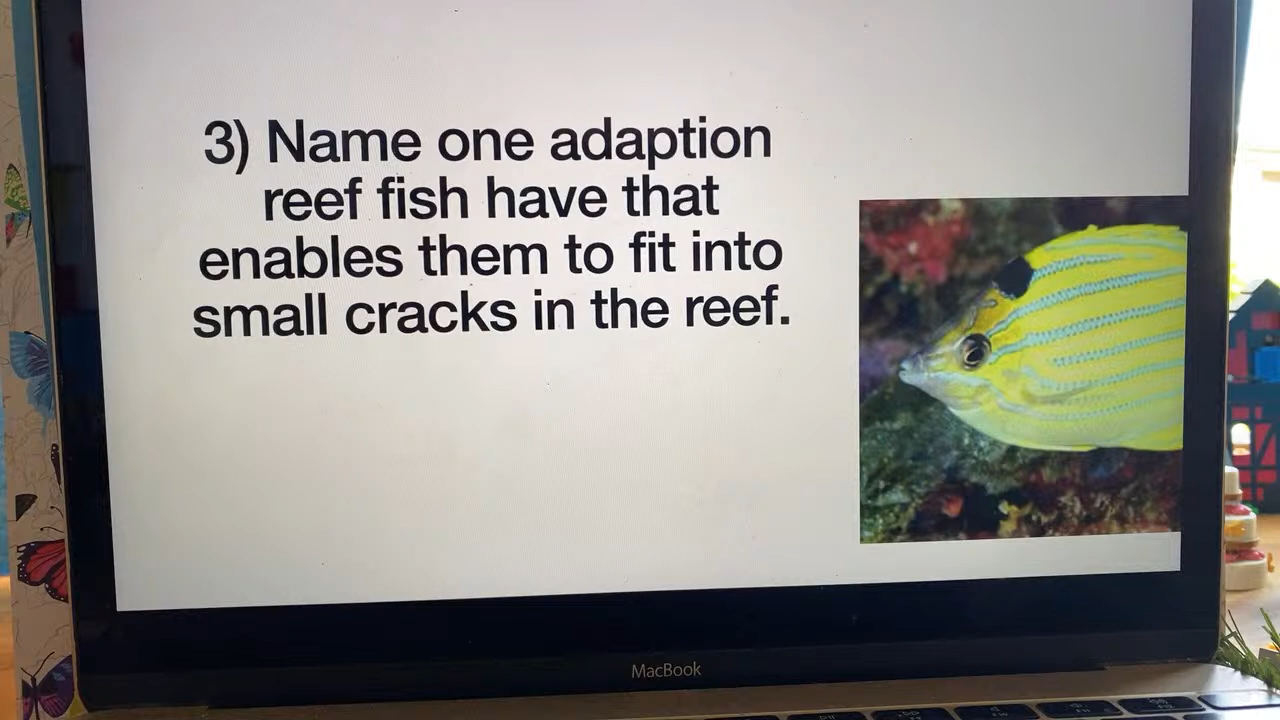 3) Name one adaption
reef fish have that
enables them to fit into
small cracks in the reef.
MacBook